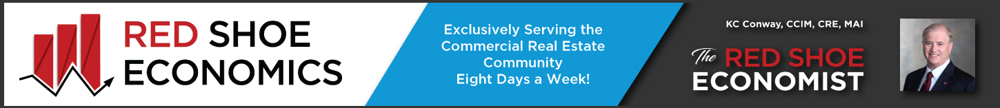 RED SHOE
ECONOMICS
Exclusively Serving the
Commercial Real Estate
Community
Eight Days a Week!
KC Conway, CCIM, CRE, MAI
The RED SHOE
ECONOMIST